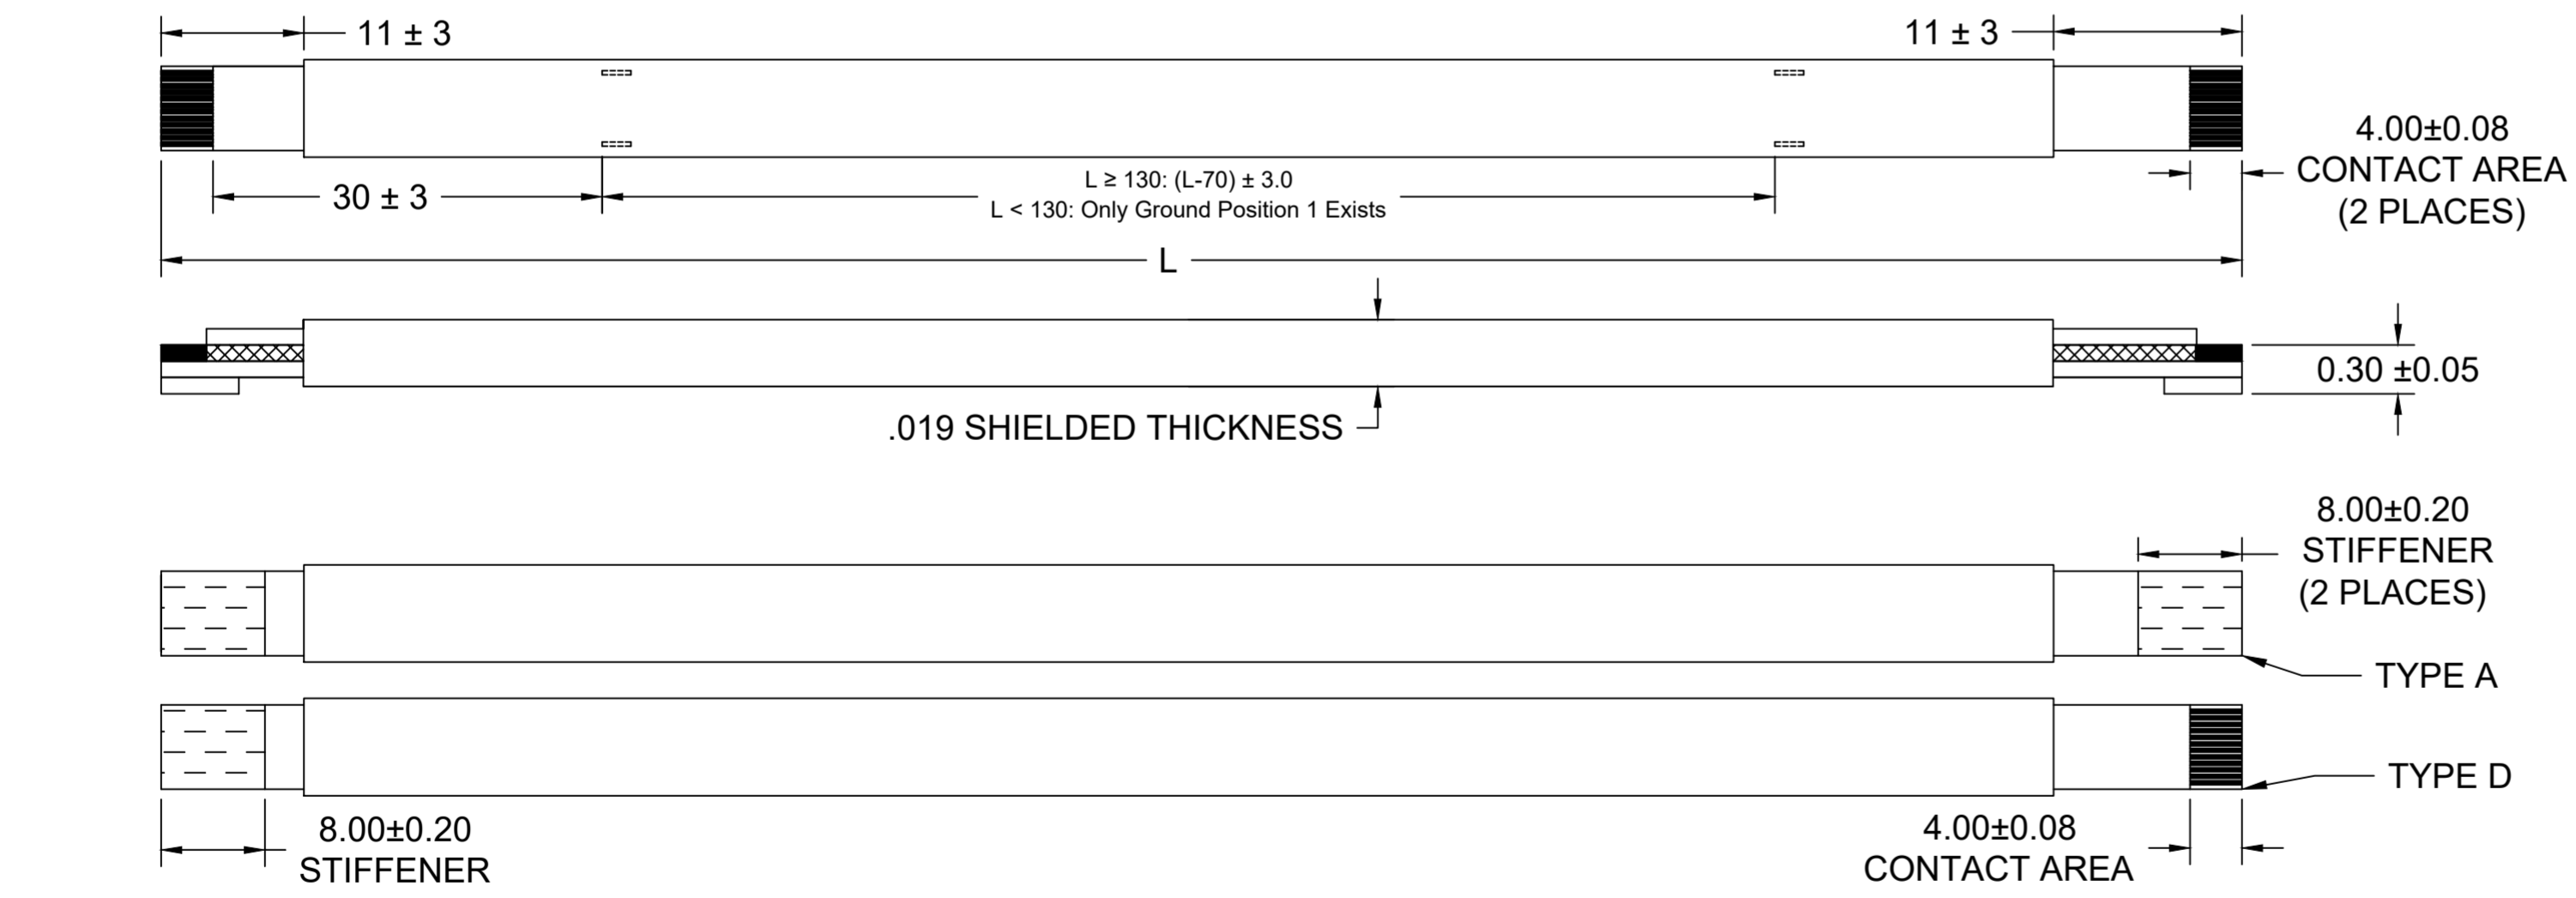 11 ± 3
11 ± 3
4.00±0.08
CONTACT AREA
(2 PLACES)
30 ± 3
L ≥ 130: (L-70) ± 3.0
L < 130: Only Ground Position 1 Exists
L
0.30 ±0.05
.019 SHIELDED THICKNESS
8.00±0.20
STIFFENER
(2 PLACES)
TYPE A
TYPE D
8.00±0.20
STIFFENER
4.00±0.08
CONTACT AREA